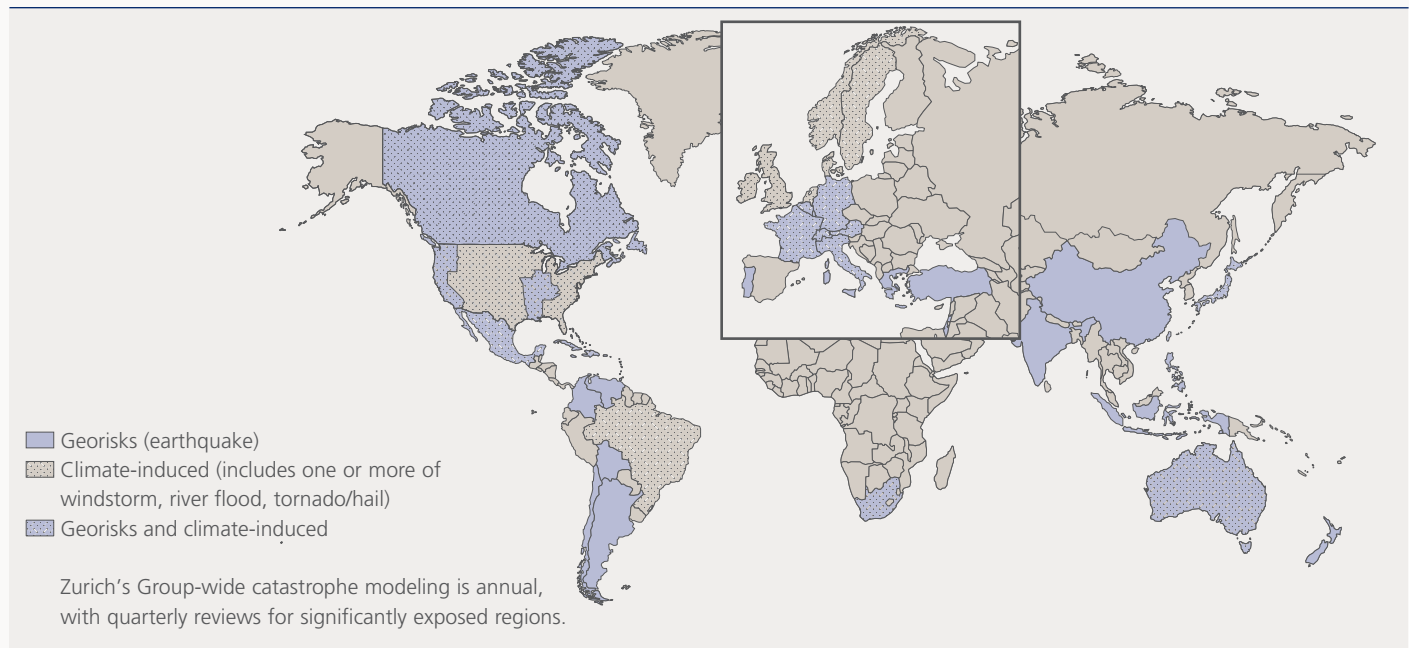 Georisks (earthquake)
Climate-induced (includes one or more of
windstorm, river flood, tornado/hail)
Georisks and climate-induced
Zurich’s Group-wide catastrophe modeling is annual,
with quarterly reviews for significantly exposed regions.